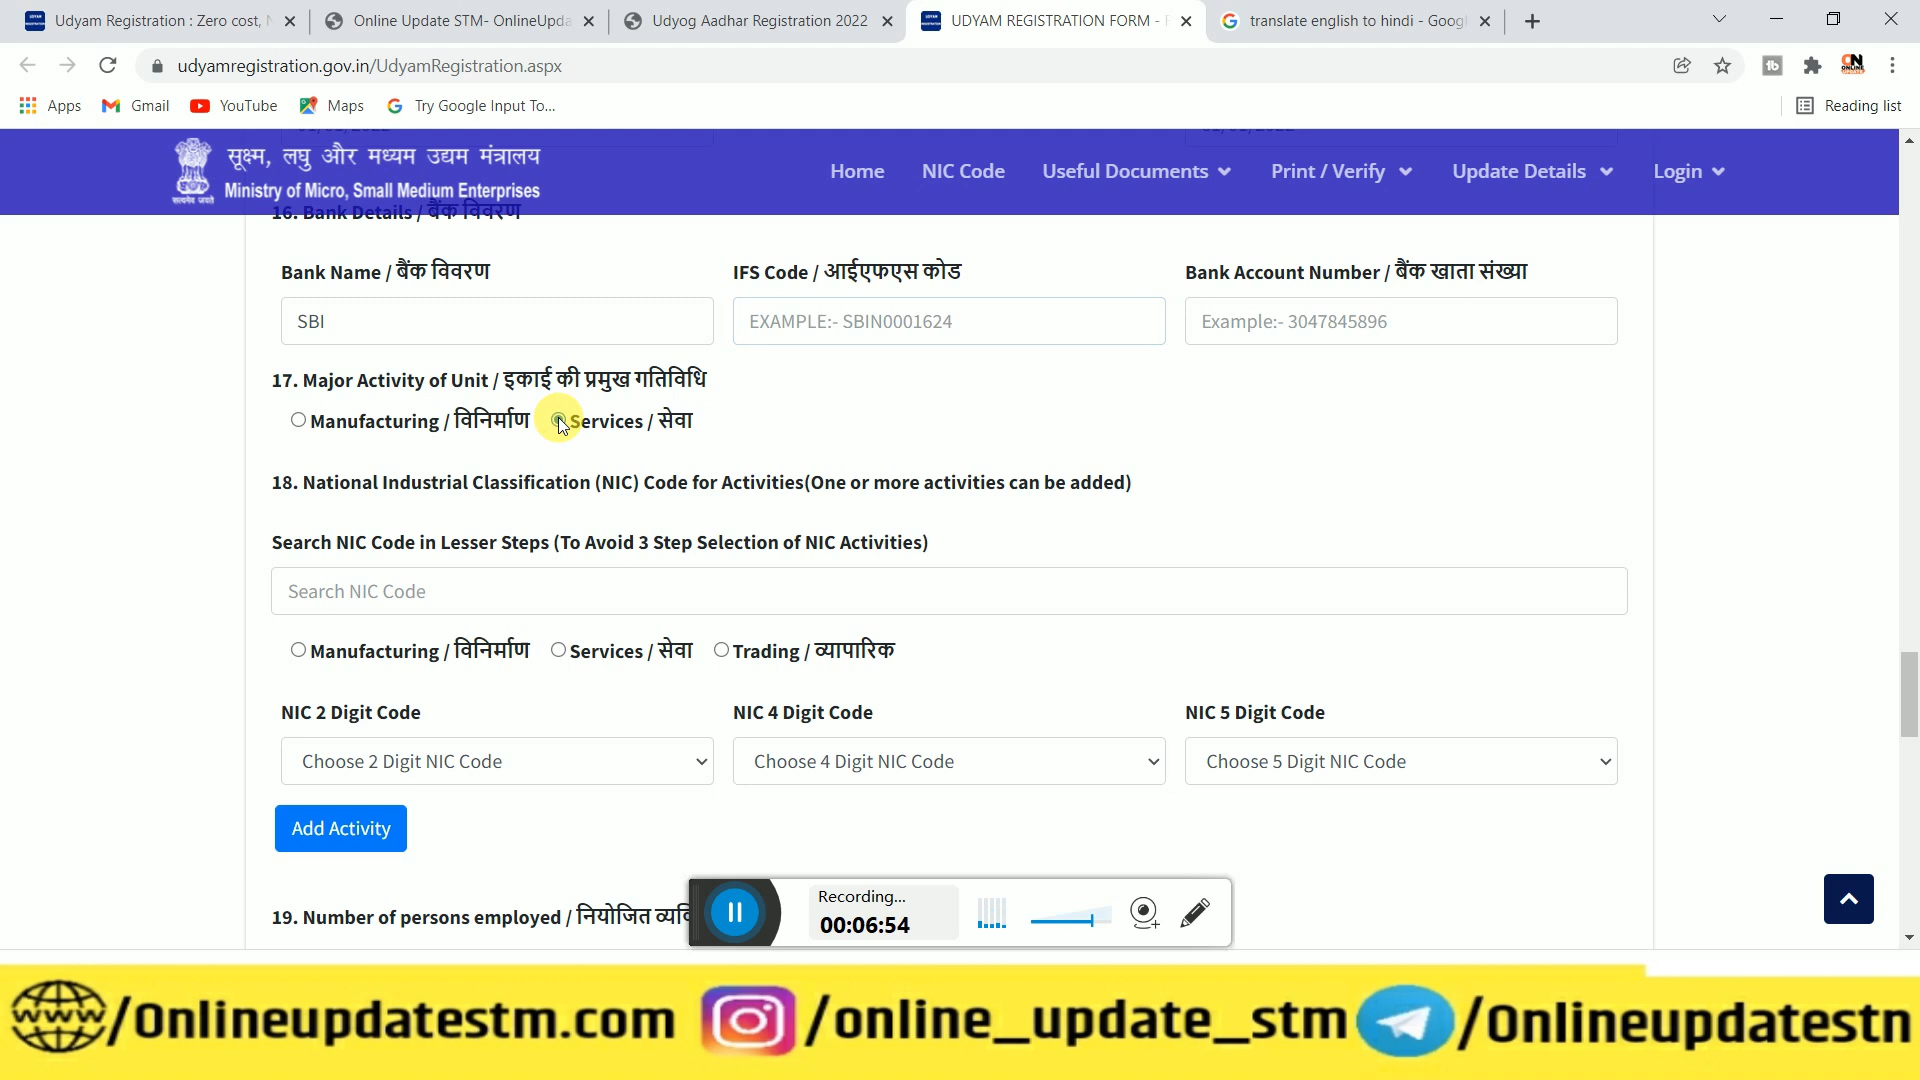 Udyam Registration : Zero cost, N
Online Update STM- OnlineUpda
Udyog Aadhar Registration 2022
UDYAM REGISTRATION FORM - F
translate english to hindi - Googl
udyamregistration.gov.in/UdyamRegistration.aspx
Apps
Gmail
YouTube
Maps
Try Google Input To...
Reading list
सूक्ष्म, लघु और मध्यम उद्यम मंत्रालय
Ministry of Micro, Small Medium Enterprises
सत्यमेव जयते
Home
NIC Code
Useful Documents
Print / Verify
Update Details
Login
16. Bank Details / बैंक विवरण
Bank Name / बैंक विवरण
IFS Code / आईएफएस कोड
Bank Account Number / बैंक खाता संख्या
SBI
EXAMPLE:- SBIN0001624
Example:- 3047845896
17. Major Activity of Unit / इकाई की प्रमुख गतिविधि
Manufacturing / विनिर्माण
Services / सेवा
18. National Industrial Classification (NIC) Code for Activities(One or more activities can be added)
Search NIC Code in Lesser Steps (To Avoid 3 Step Selection of NIC Activities)
Search NIC Code
Manufacturing / विनिर्माण
Services / सेवा
Trading / व्यापारिक
NIC 2 Digit Code
NIC 4 Digit Code
NIC 5 Digit Code
Choose 2 Digit NIC Code
Choose 4 Digit NIC Code
Choose 5 Digit NIC Code
Add Activity
19. Number of persons employed / नियोजित
Recording...
00:06:54
www/Onlineupdatestm.com
/online_update_stm
/Onlineupdatestn